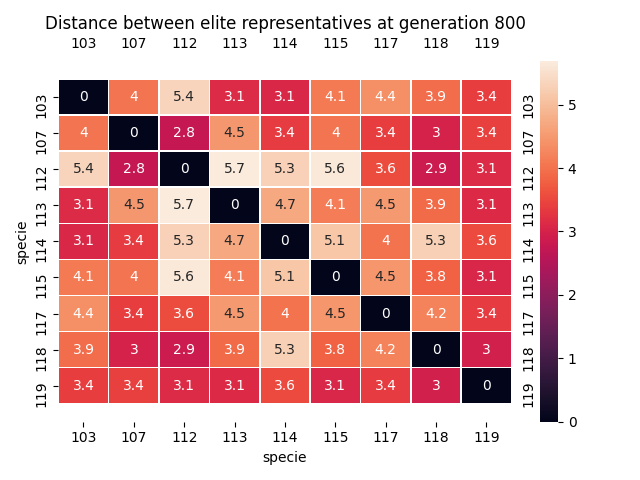 Distance between elite representatives at generation 800
103 107 112 113 114 115 117 118 119
103 0 4 5.4 3.1 3.1 4.1 4.4 3.9 3.4 103
107 4 0 2.8 4.5 3.4 4 3.4 3 3.4 107
112 5.4 2.8 0 5.7 5.3 5.6 3.6 2.9 3.1 112
113 3.1 4.5 5.7 0 4.7 4.1 4.5 3.9 3.1 113
114 3.1 3.4 5.3 4.7 0 5.1 4 5.3 3.6 114
115 4.1 4 5.6 4.1 5.1 0 4.5 3.8 3.1 115
117 4.4 3.4 3.6 4.5 4 4.5 0 4.2 3.4 117
118 3.9 3 2.9 3.9 5.3 3.8 4.2 0 3 118
119 3.4 3.4 3.1 3.1 3.6 3.1 3.4 3 0 119
103 107 112 113 114 115 117 118 119
specie
specie
5
4
3
2
1
0